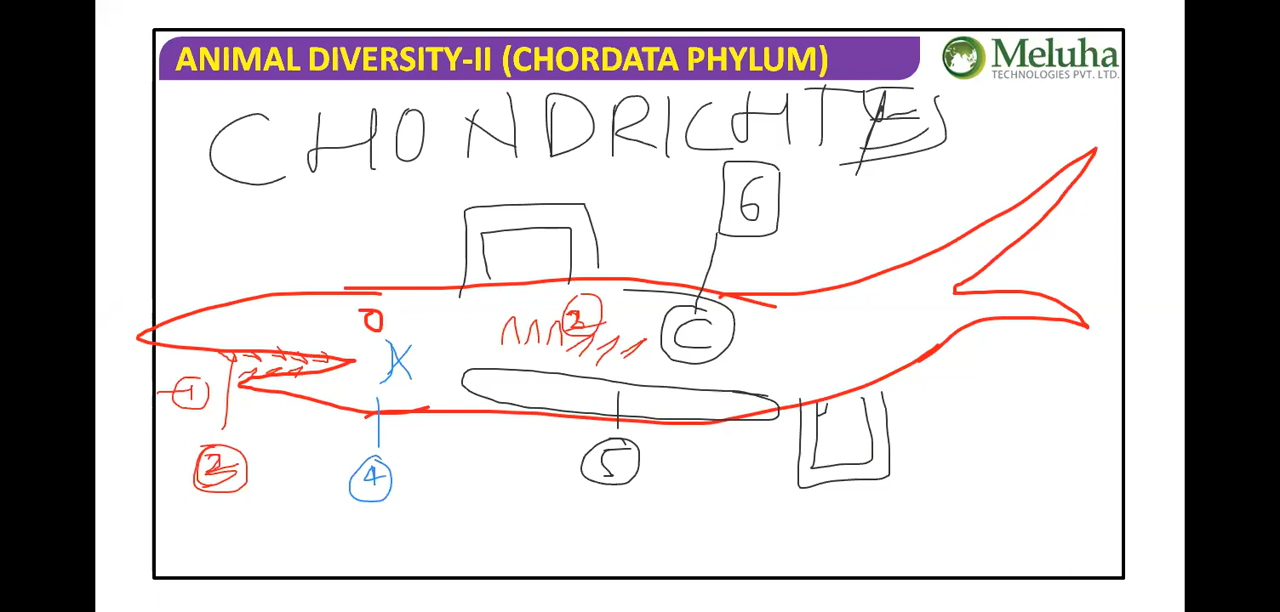 ANIMAL DIVERSITY-II (CHORDATA PHYLUM)
Meluha
TECHNOLOGIES PVT. LTD.
CHONDRICHTES
6
2
C
1
4
5